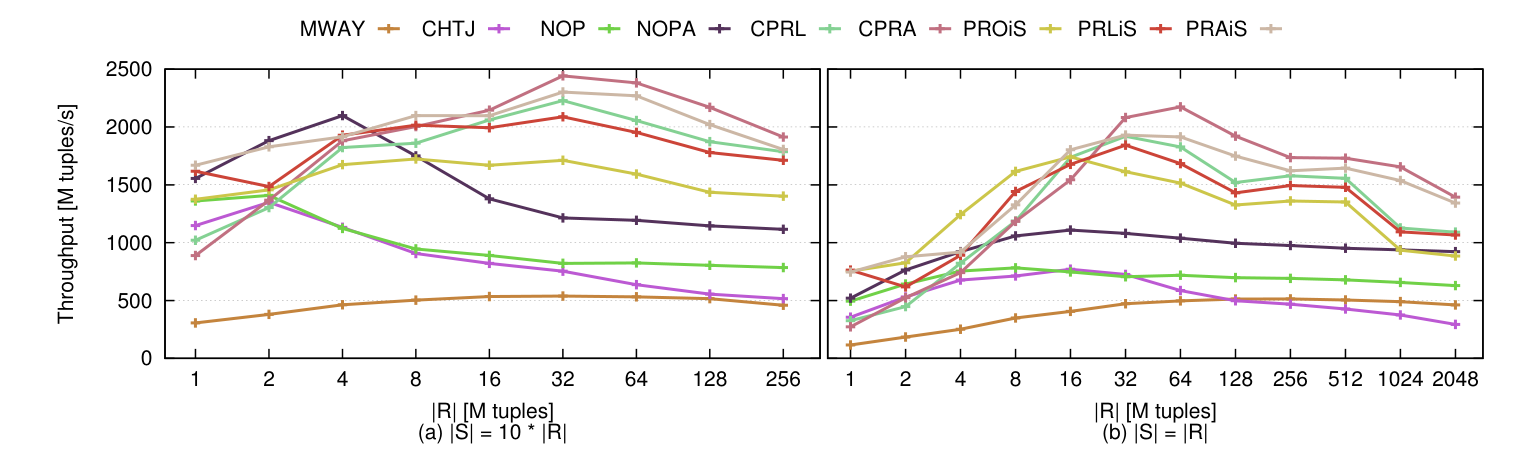 MWAY CHTJ NOP NOPA CPRL CPRA PROiS PRLiS PRAiS
Throughput [M tuples/s]
2500
2000
1500
1000
500
0
1 2 4 8 16 32 64 128 256
|R| [M tuples]
(a) |S| = 10 * |R|
1 2 4 8 16 32 64 128 256 512 1024 2048
|R| [M tuples]
(b) |S| = |R|